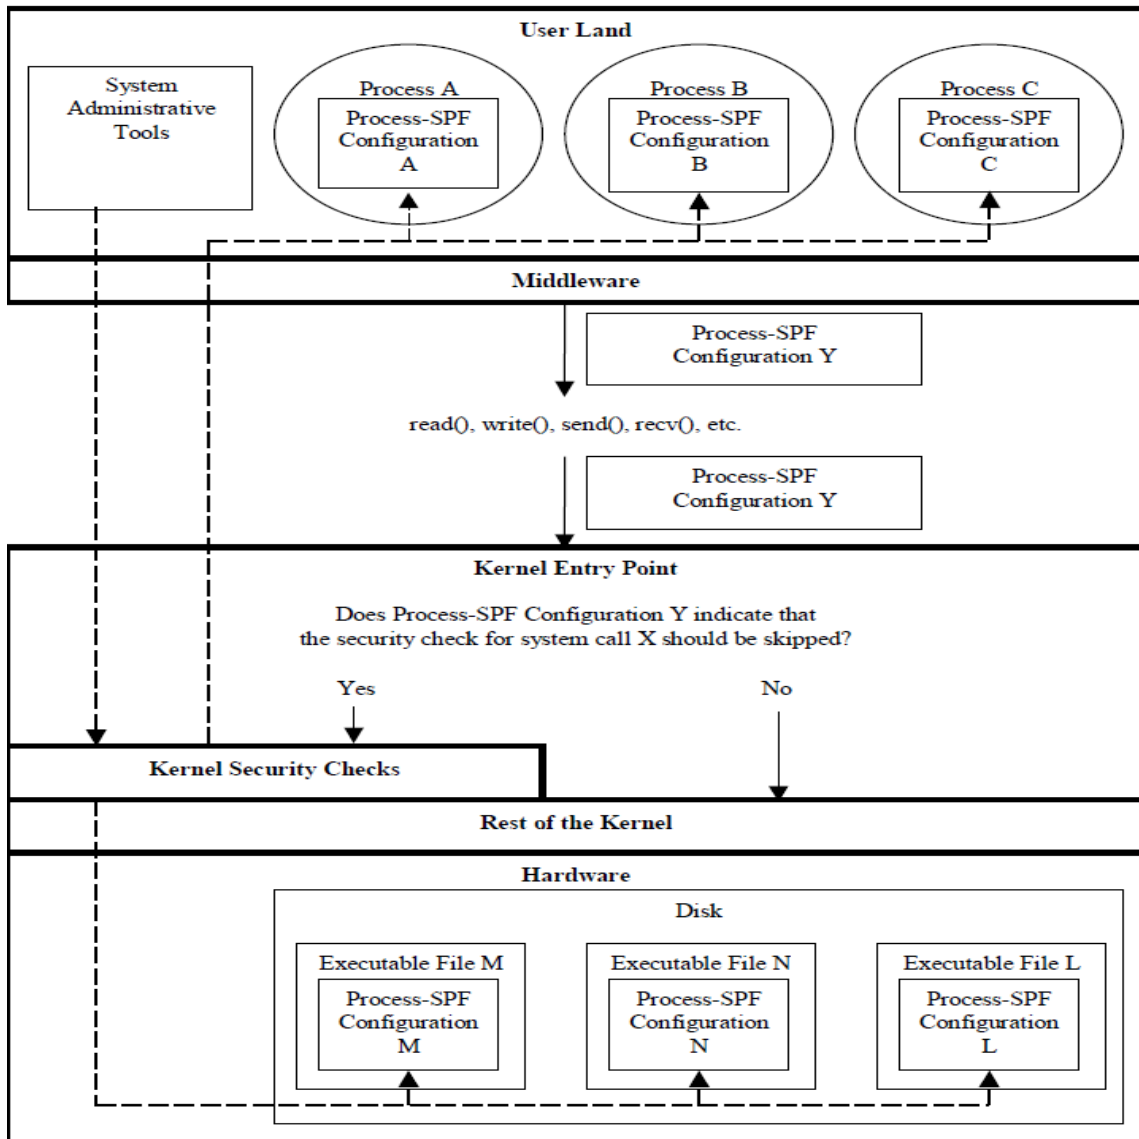 User Land
System
Administrative
Tools
Process A
Process-SPF
Configuration
A
Process B
Process-SPF
Configuration
B
Process C
Process-SPF
Configuration
C
Middleware
Process-SPF
Configuration Y
read(), write(), send(), recv(), etc.
Process-SPF
Configuration Y
Kernel Entry Point
Does Process-SPF Configuration Y indicate that
the security check for system call X should be skipped?
Yes
No
Kernel Security Checks
Rest of the Kernel
Hardware
Disk
Executable File M
Process-SPF
Configuration
M
Executable File N
Process-SPF
Configuration
N
Executable File L
Process-SPF
Configuration
L